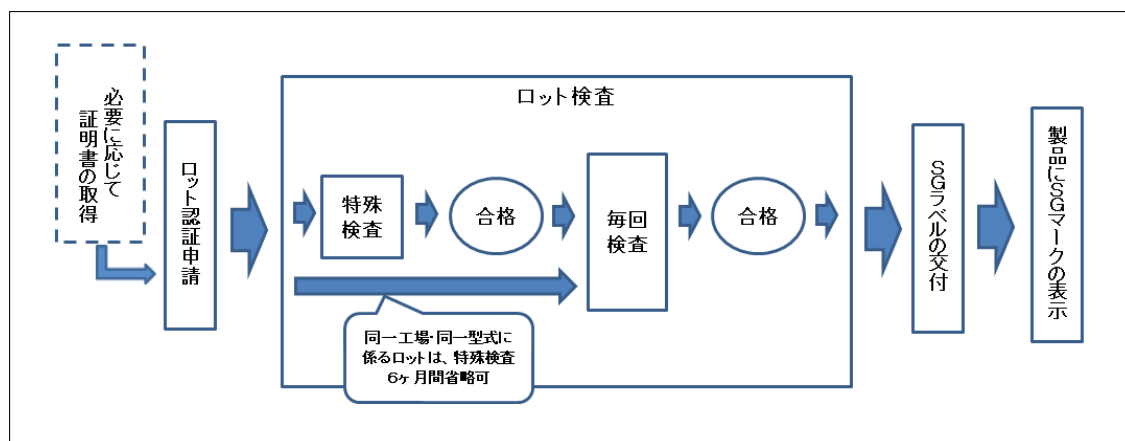 必要に応じて
証明書の取得
ロット認証申請
ロット検査
特殊
検査
合格
毎回
検査
合格
同一工場・同一型式に
係るロットは、特殊検査
6ヶ月間省略可
SGラベルの交付
製品にSGマークの表示